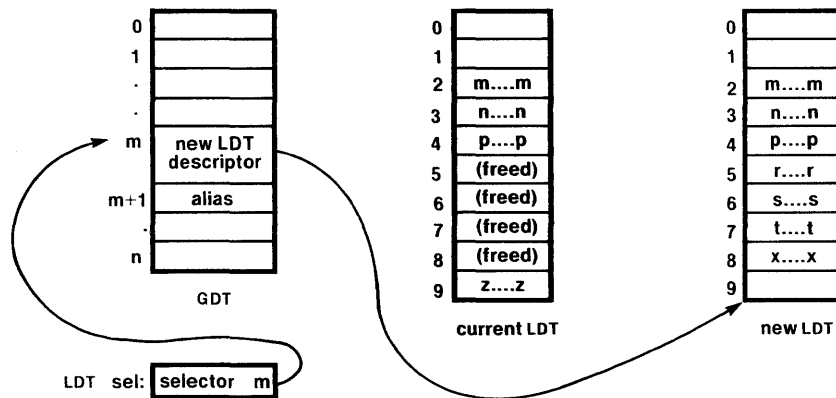 0
1
.
.
m new LDT descriptor
m+1 alias
.
n
GDT
LDT sel: selector m
0
1
2 m....m
3 n....n
4 p....p
5 (freed)
6 (freed)
7 (freed)
8 (freed)
9 z....z
current LDT
0
1
2 m....m
3 n....n
4 p....p
5 r....r
6 s....s
7 t....t
8 x....x
9
new LDT